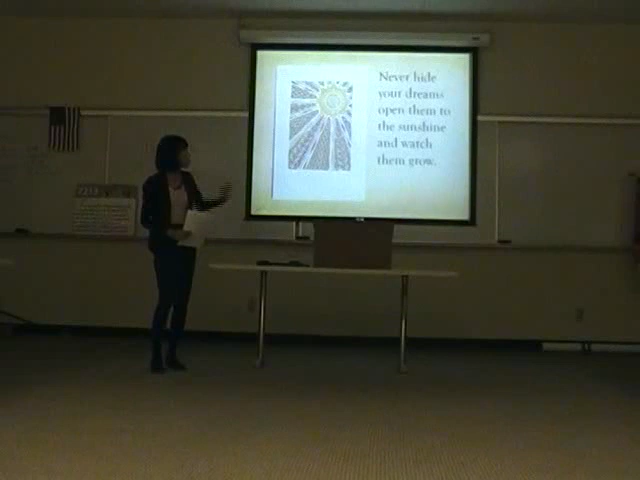 Never hide
your dreams
open them to
the sunshine
and watch
them grow.